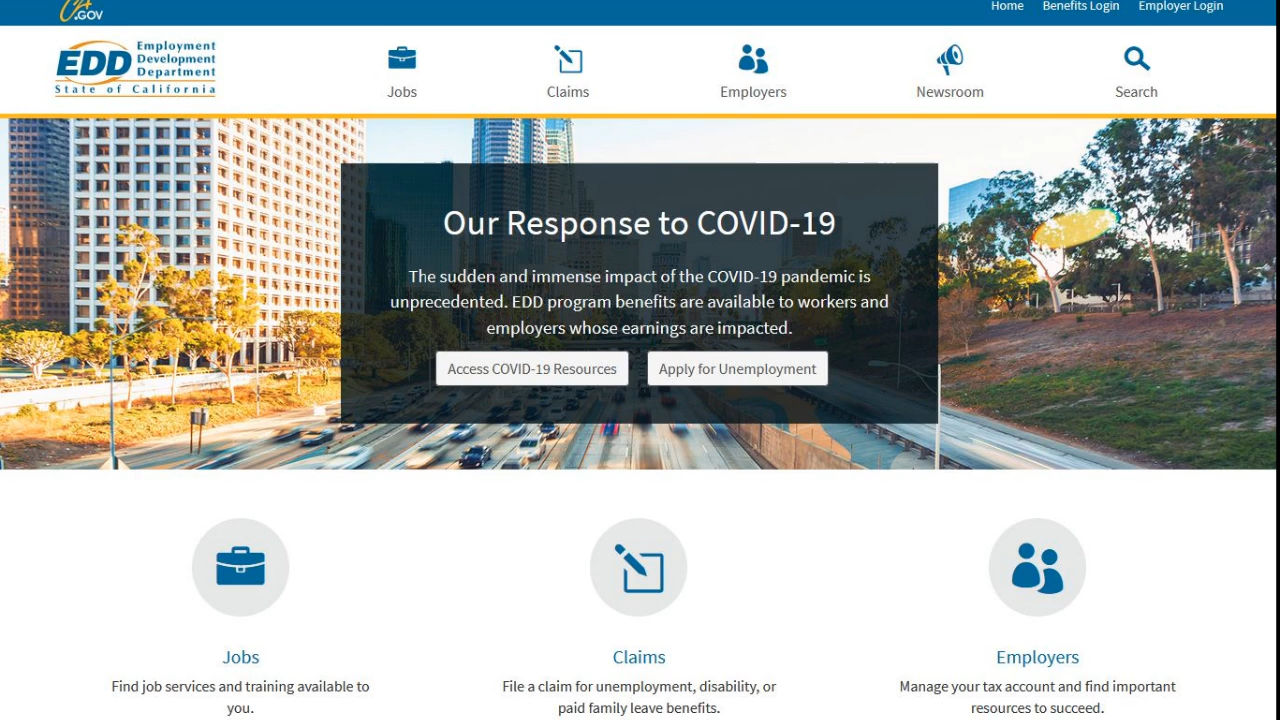 CA.GOV
Home Benefits Login Employer Login
EDD Employment
Development
Department
State of California
Jobs Claims Employers Newsroom Search
Our Response to COVID-19
The sudden and immense impact of the COVID-19 pandemic is
unprecedented. EDD program benefits are available to workers and
employers whose earnings are impacted.
Access COVID-19 Resources Apply for Unemployment
Jobs Claims Employers
Find job services and training available to
you.
File a claim for unemployment, disability, or
paid family leave benefits.
Manage your tax account and find important
resources to succeed.